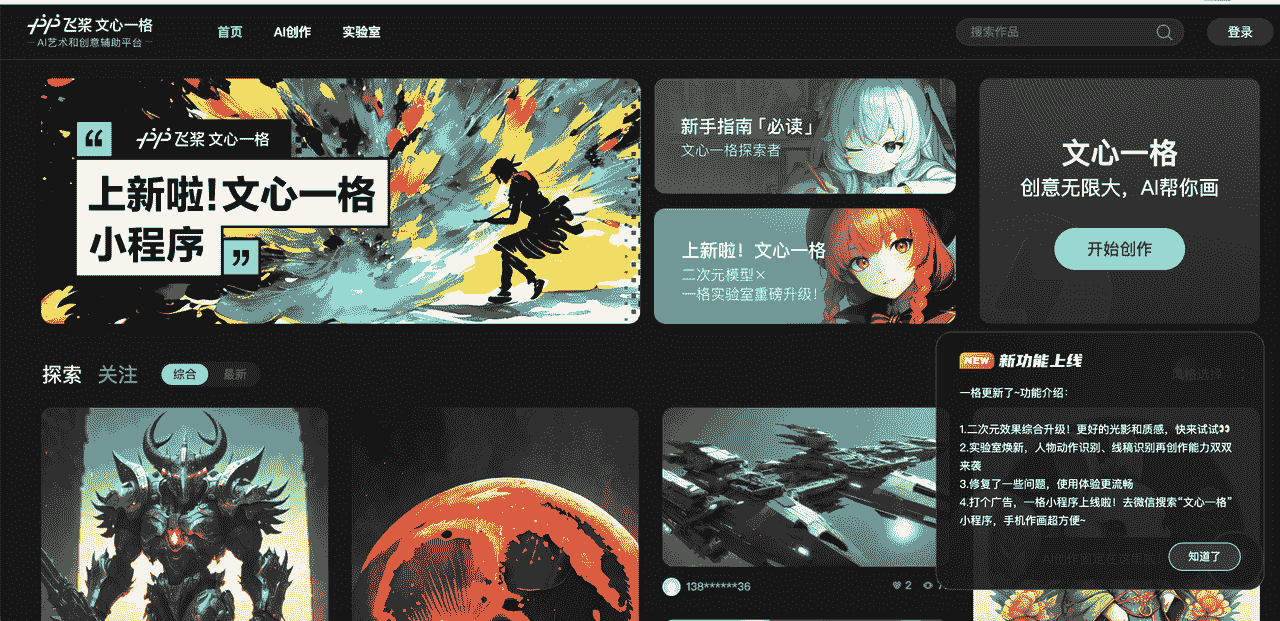 飞桨 文心一格
AI艺术和创意辅助平台
首页 AI创作 实验室
搜索作品
登录
飞桨 文心一格
上新啦!文心一格
小程序
新手指南「必读」
文心一格探索者
上新啦！文心一格
二次元模型×
一格实验室重磅升级!
文心一格
创意无限大，AI帮你画
开始创作
探索 关注 综合 最新
风格选择
NEW 新功能上线
一格更新了~功能介绍：
1.二次元效果综合升级！更好的光影和质感，快来试试👀
2.实验室焕新，人物动作识别、线稿识别再创作能力双双
来袭
3.修复了一些问题，使用体验更流畅
4.打个广告，一格小程序上线啦！去微信搜索“文心一格”
小程序，手机作画超方便~
知道了
138******36
2